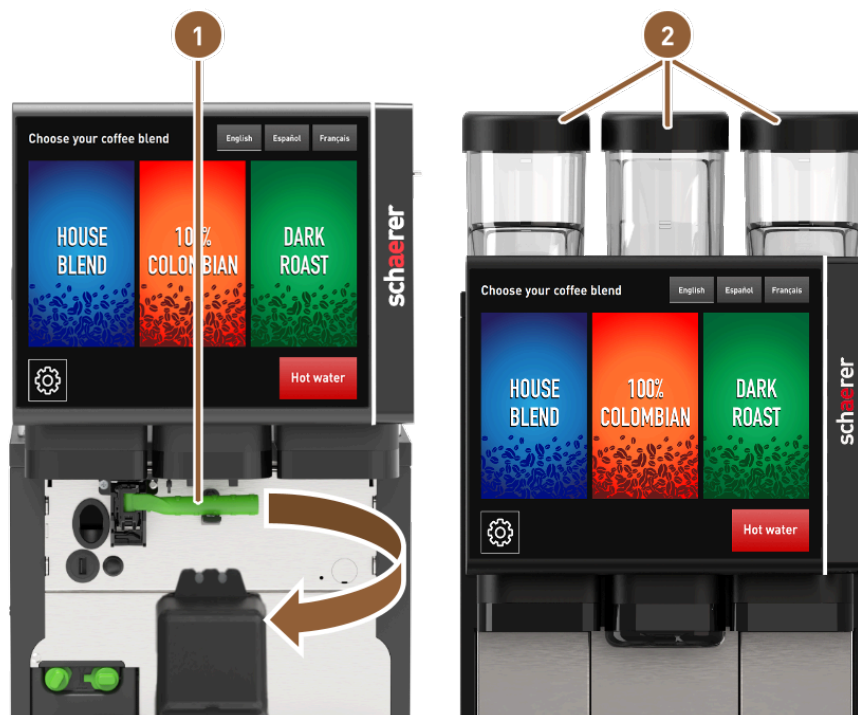 1
2
Choose your coffee blend
English
Español
Français
HOUSE
BLEND
100%
COLOMBIAN
DARK
ROAST
Hot water
schaerer
Choose your coffee blend
English
Español
Français
HOUSE
BLEND
100%
COLOMBIAN
DARK
ROAST
Hot water
schaerer